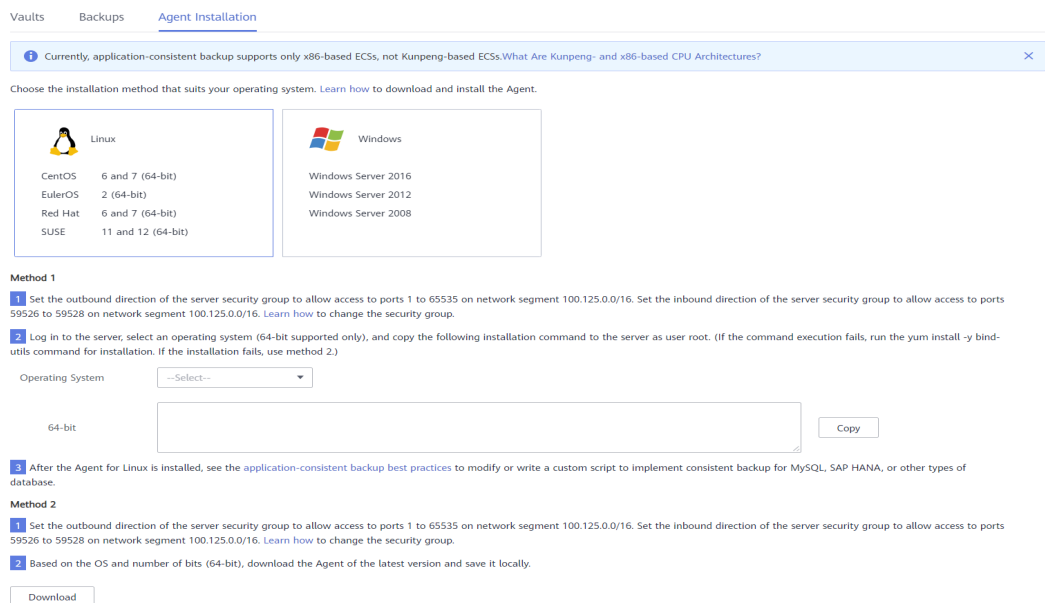 Vaults Backups Agent Installation
Currently, application-consistent backup supports only x86-based ECSs, not Kunpeng-based ECSs.What Are Kunpeng- and x86-based CPU Architectures?
Choose the installation method that suits your operating system. Learn how to download and install the Agent.
Linux
CentOS 6 and 7 (64-bit)
EulerOS 2 (64-bit)
Red Hat 6 and 7 (64-bit)
SUSE 11 and 12 (64-bit)
Windows
Windows Server 2016
Windows Server 2012
Windows Server 2008
Method 1
1 Set the outbound direction of the server security group to allow access to ports 1 to 65535 on network segment 100.125.0.0/16. Set the inbound direction of the server security group to allow access to ports
59526 to 59528 on network segment 100.125.0.0/16. Learn how to change the security group.
2 Log in to the server, select an operating system (64-bit supported only), and copy the following installation command to the server as user root. (If the command execution fails, run the yum install -y bind-
utils command for installation. If the installation fails, use method 2.)
Operating System --Select--
64-bit Copy
3 After the Agent for Linux is installed, see the application-consistent backup best practices to modify or write a custom script to implement consistent backup for MySQL, SAP HANA, or other types of
database.
Method 2
1 Set the outbound direction of the server security group to allow access to ports 1 to 65535 on network segment 100.125.0.0/16. Set the inbound direction of the server security group to allow access to ports
59526 to 59528 on network segment 100.125.0.0/16. Learn how to change the security group.
2 Based on the OS and number of bits (64-bit), download the Agent of the latest version and save it locally.
Download